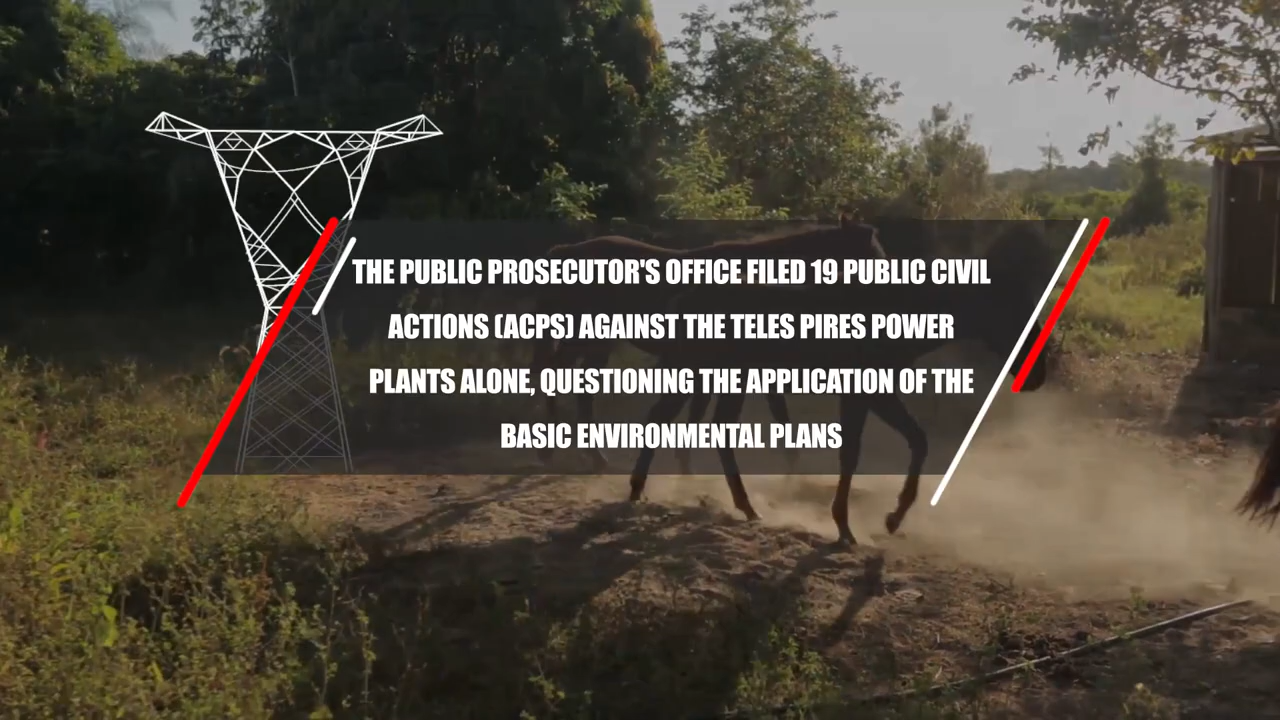 THE PUBLIC PROSECUTOR'S OFFICE FILED 19 PUBLIC CIVIL
ACTIONS (ACPS) AGAINST THE TELES PIRES POWER
PLANTS ALONE, QUESTIONING THE APPLICATION OF THE
BASIC ENVIRONMENTAL PLANS